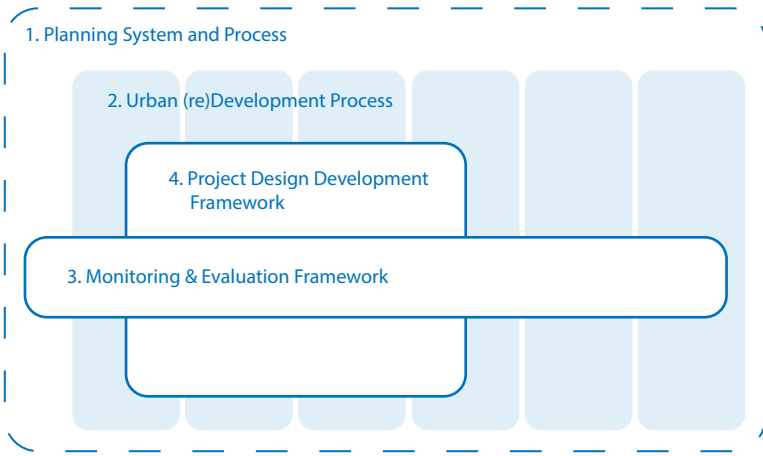 1. Planning System and Process
2. Urban (re)Development Process
4. Project Design Development
Framework
3. Monitoring & Evaluation Framework